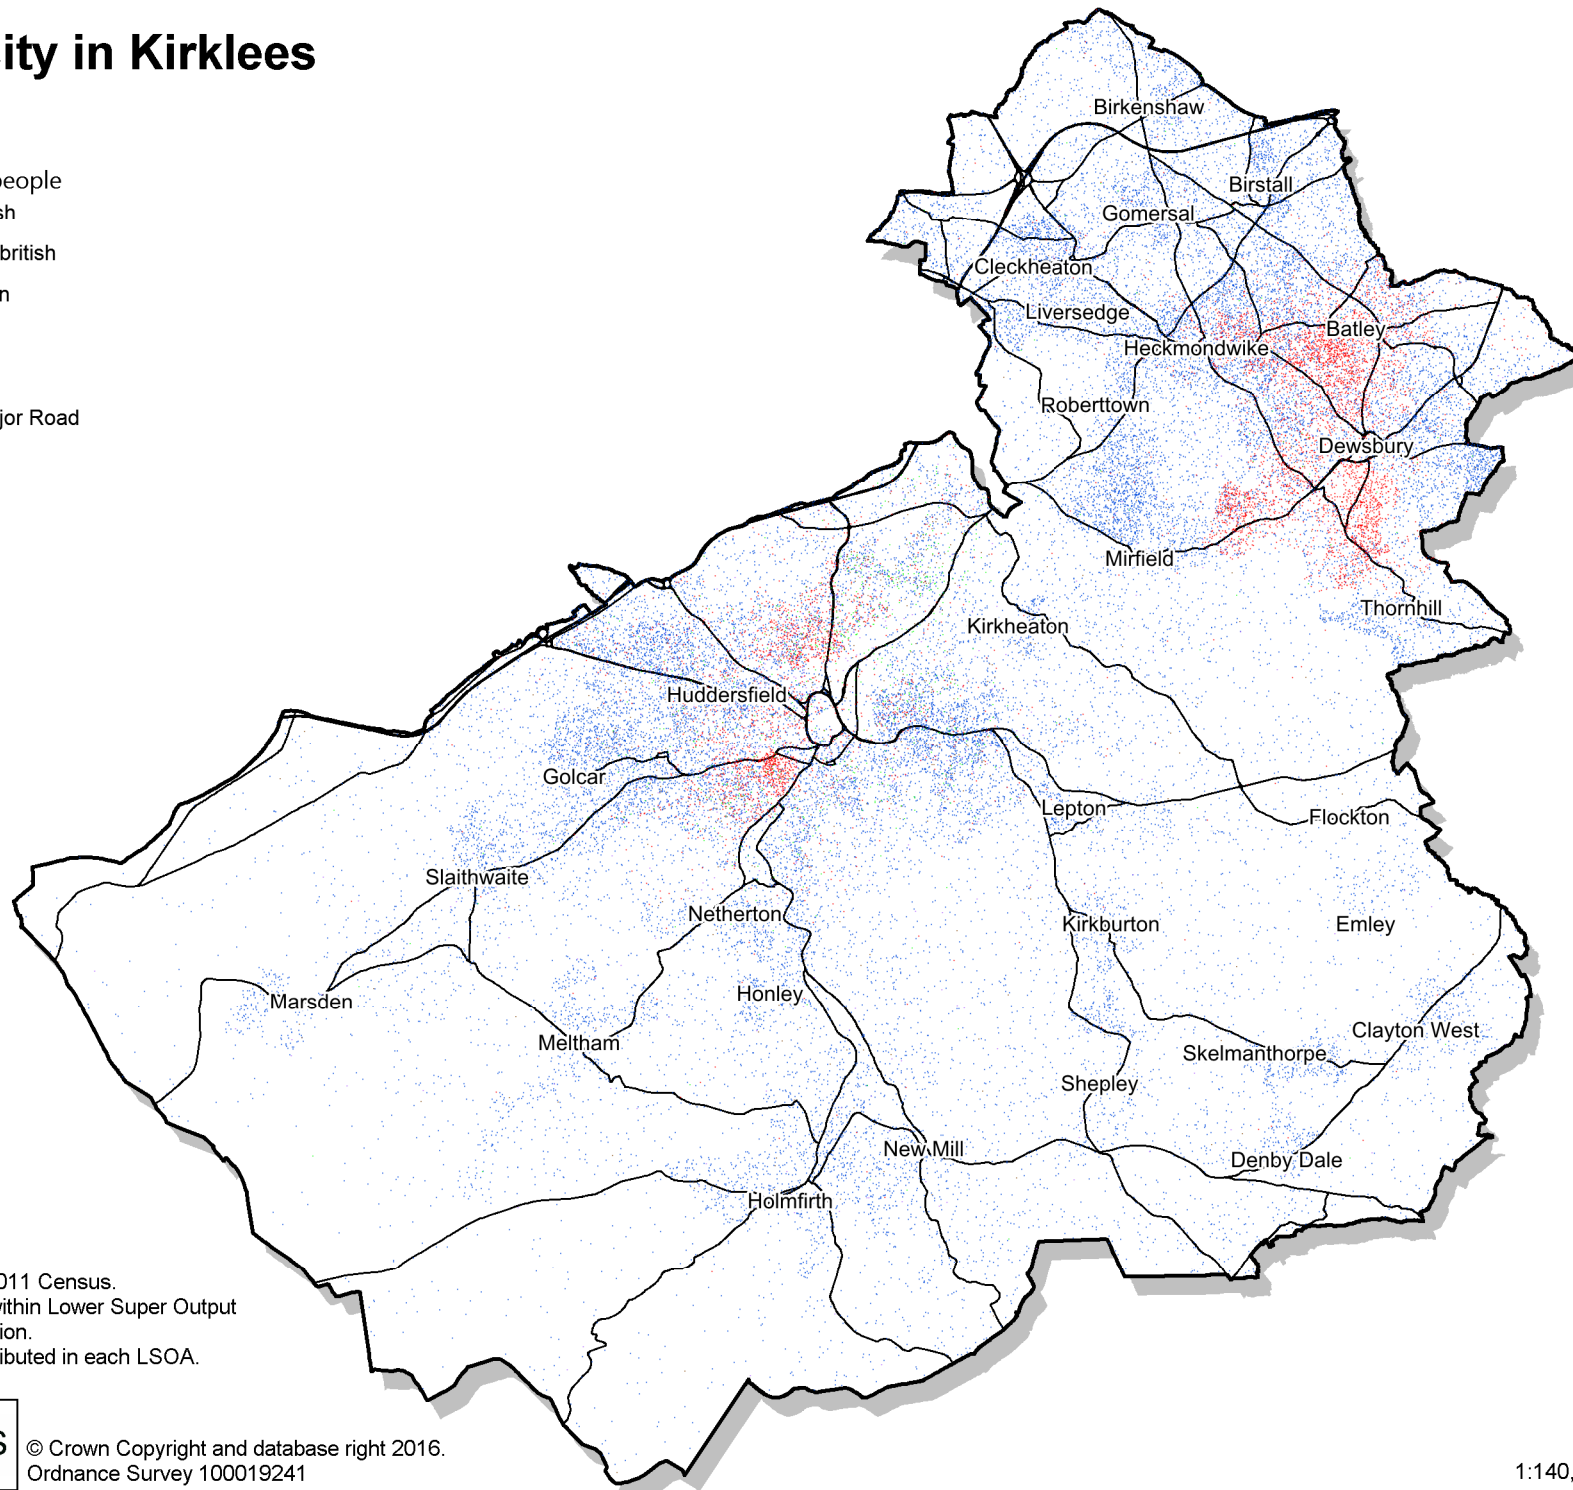 ity in Kirklees
people
sh
british
n
jor Road
Birkenshaw
Birstall
Gomersal
Cleckheaton
Liversedge
Batley
Heckmondwike
Roberttown
Dewsbury
Mirfield
Thornhill
Kirkheaton
Huddersfield
Golcar
Lepton
Flockton
Slaithwaite
Netherton
Kirkburton
Emley
Marsden
Honley
Meltham
Clayton West
Skelmanthorpe
Shepley
New Mill
Denby Dale
Holmfirth
011 Census.
within Lower Super Output
ion.
ributed in each LSOA.
S
© Crown Copyright and database right 2016.
Ordnance Survey 100019241
1:140,